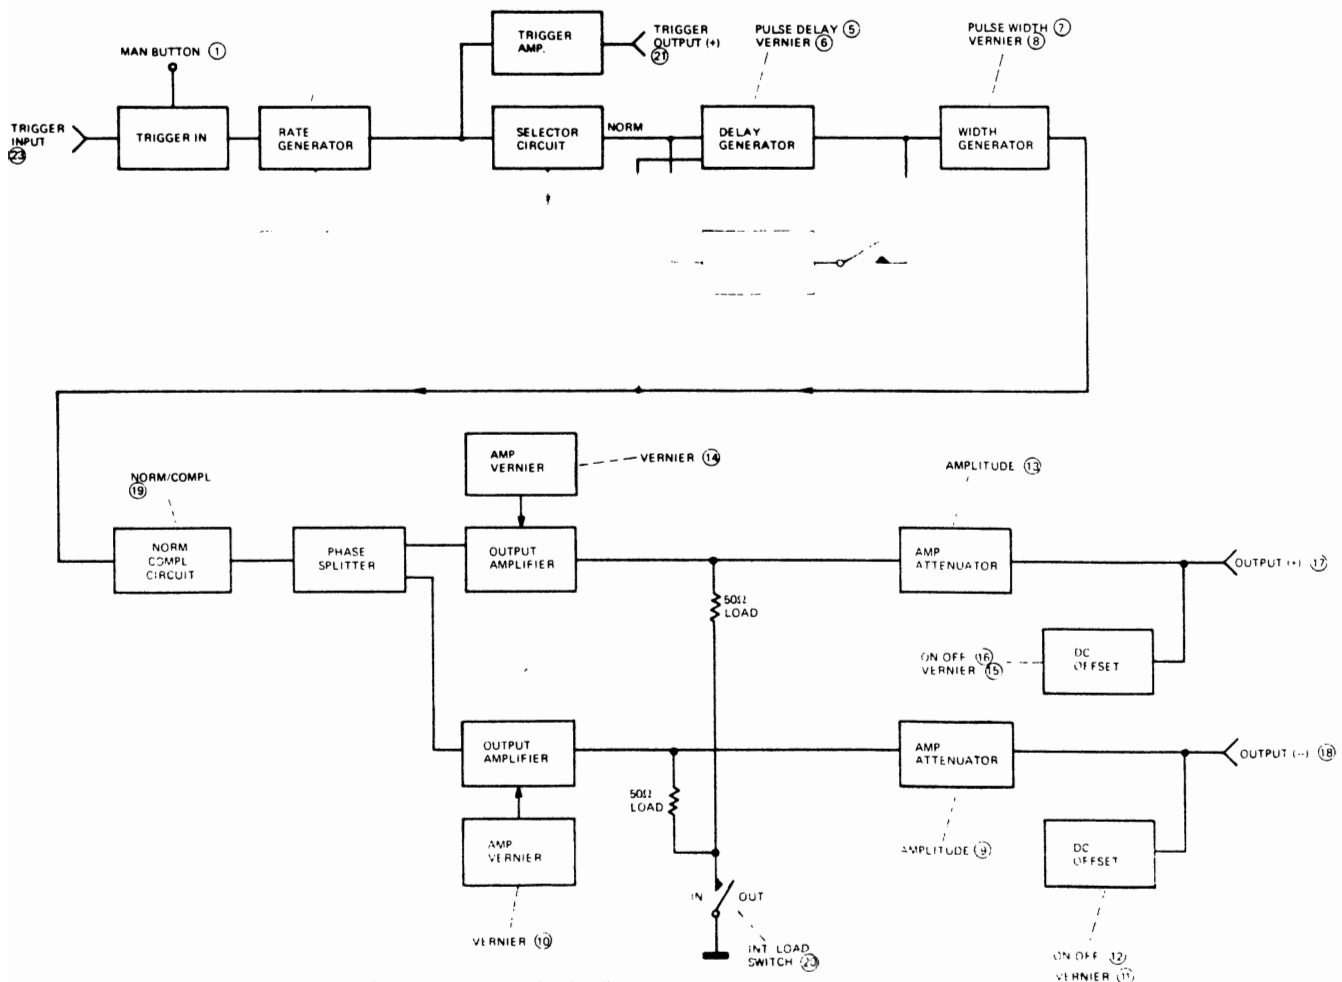 MAN BUTTON 1
TRIGGER
AMP.
TRIGGER
OUTPUT (+)
21
PULSE DELAY 5
VERNIER 6
PULSE WIDTH 7
VERNIER 8
TRIGGER
INPUT
23
TRIGGER IN
RATE
GENERATOR
SELECTOR
CIRCUIT
NORM
DELAY
GENERATOR
WIDTH
GENERATOR
AMP
VERNIER
VERNIER 14
AMPLITUDE 13
NORM/COMPL
19
NORM
COMPL
CIRCUIT
PHASE
SPLITTER
OUTPUT
AMPLIFIER
AMP
ATTENUATOR
OUTPUT (+) 17
50Ω
LOAD
ON OFF 16
VERNIER 15
DC
OFFSET
OUTPUT
AMPLIFIER
AMP
ATTENUATOR
OUTPUT (-) 18
50Ω
LOAD
AMP
VERNIER
AMPLITUDE 9
DC
OFFSET
IN OUT
VERNIER 10
INT LOAD
SWITCH 20
ON OFF 12
VERNIER 11